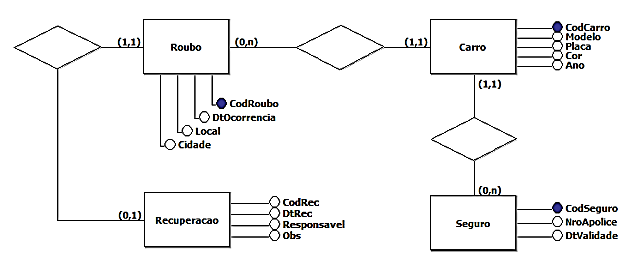 (1,1)
Roubo
(0,n)
(1,1)
Carro
CodCarro
Modelo
Placa
Cor
Ano
(1,1)
CodRoubo
DtOcorrencia
Local
Cidade
(0,1)
Recuperacao
CodRec
DtRec
Responsavel
Obs
(0,n)
Seguro
CodSeguro
NroApolice
DtValidade